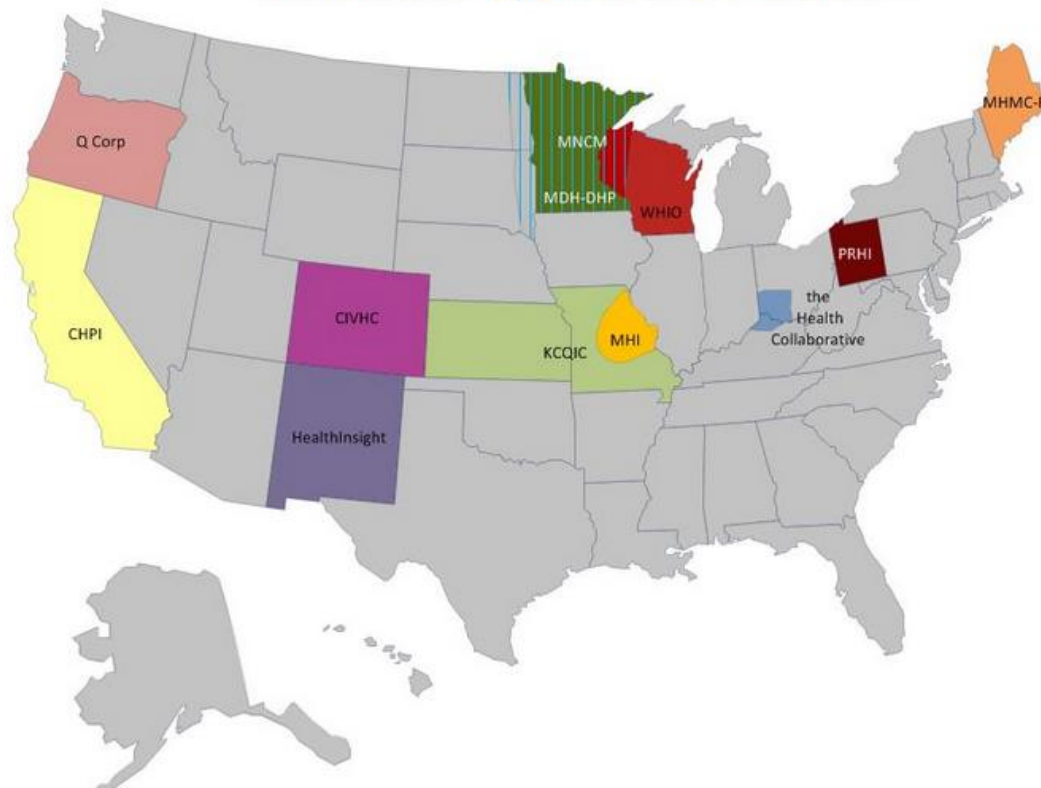 MHMC-
Q Corp
MNCM
MDH-DHP
WHIO
PRHI
the
Health
Collaborative
CHPI
CIVHC
KCQIC
MHI
HealthInsight